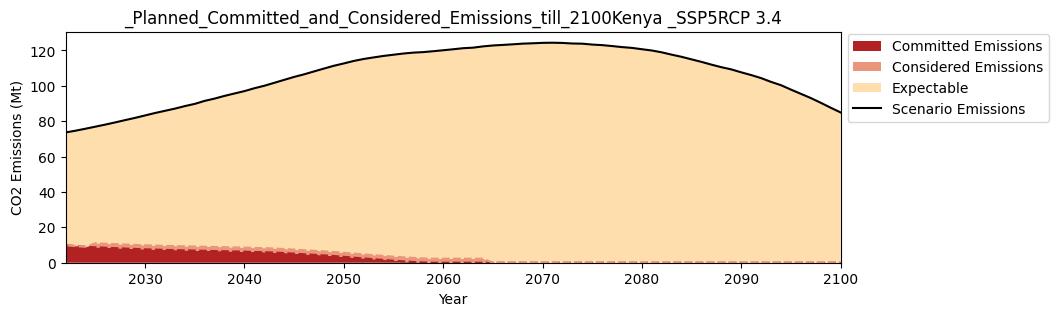 _Planned_Committed_and_Considered_Emissions_till_2100Kenya _SSP5RCP 3.4
120
100
80
60
40
20
0
CO2 Emissions (Mt)
2030 2040 2050 2060 2070 2080 2090 2100
Year
Committed Emissions
Considered Emissions
Expectable
Scenario Emissions